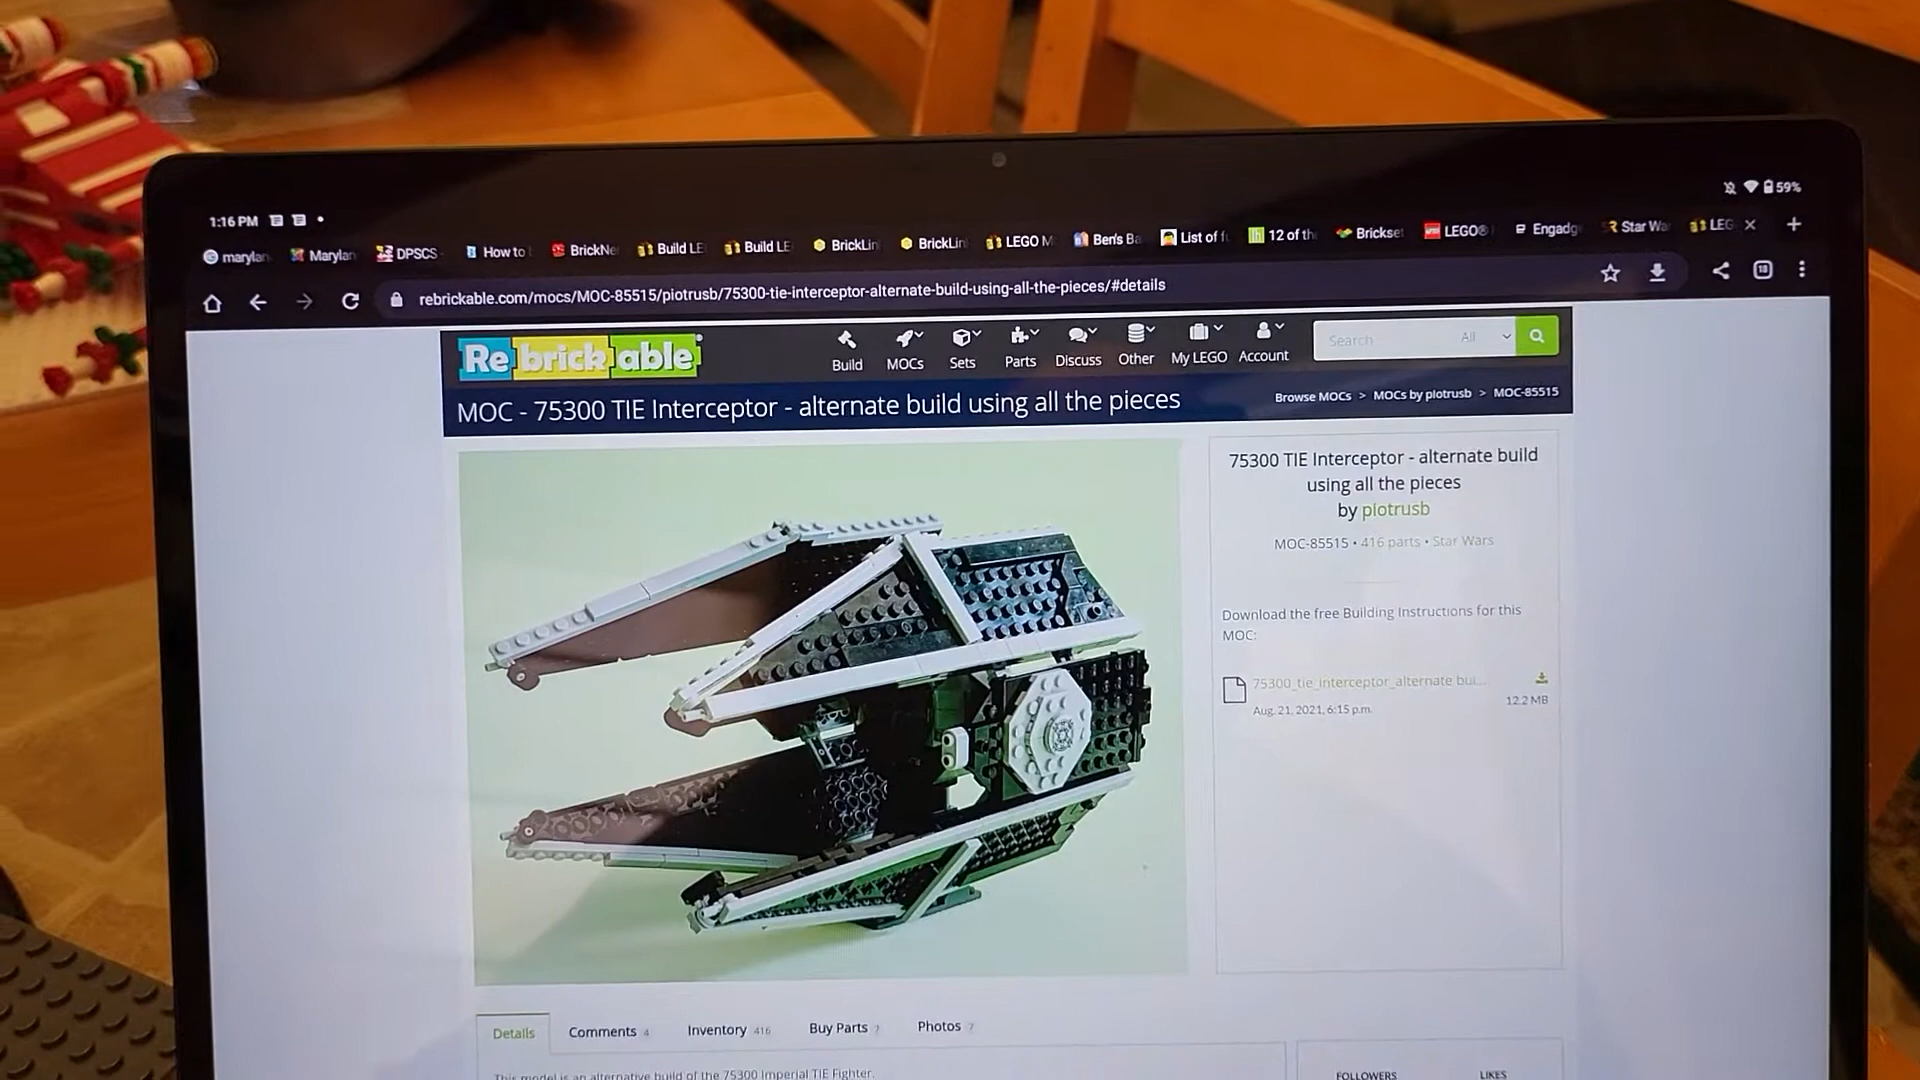 1:16 PM
59%
marylan
Marylan
DPSCS
How to
BrickNe
Build LE
Build LE
BrickLin
BrickLin
LEGO M
Ben's Ba
List of f
12 of th
Brickset
LEGO®
Engadg
Star Wa
LEG
rebrickable.com/mocs/MOC-85515/piotrusb/75300-tie-interceptor-alternate-build-using-all-the-pieces/#details
18
Rebrickable®
Build
MOCs
Sets
Parts
Discuss
Other
My LEGO
Account
Search
All
MOC - 75300 TIE Interceptor - alternate build using all the pieces
Browse MOCs > MOCs by piotrusb > MOC-85515
75300 TIE Interceptor - alternate build
using all the pieces
by piotrusb
MOC-85515 • 416 parts • Star Wars
Download the free Building Instructions for this
MOC:
75300_tie_interceptor_alternate bui...
12.2 MB
Aug. 21, 2021, 6:15 p.m.
Details
Comments 4
Inventory 416
Buy Parts 7
Photos 7
This model is an alternative build of the 75300 Imperial TIE Fighter.
FOLLOWERS
LIKES